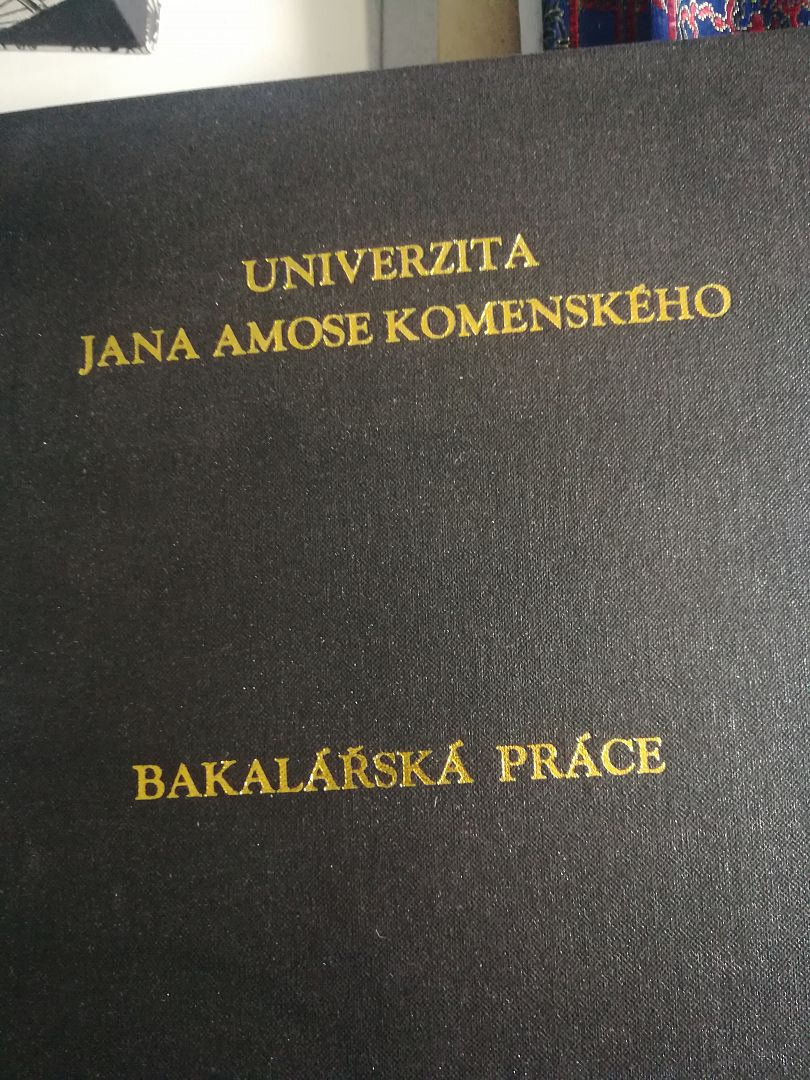 UNIVERZITA
JANA AMOSE KOMENSKÉHO
BAKALÁŘSKÁ PRÁCE